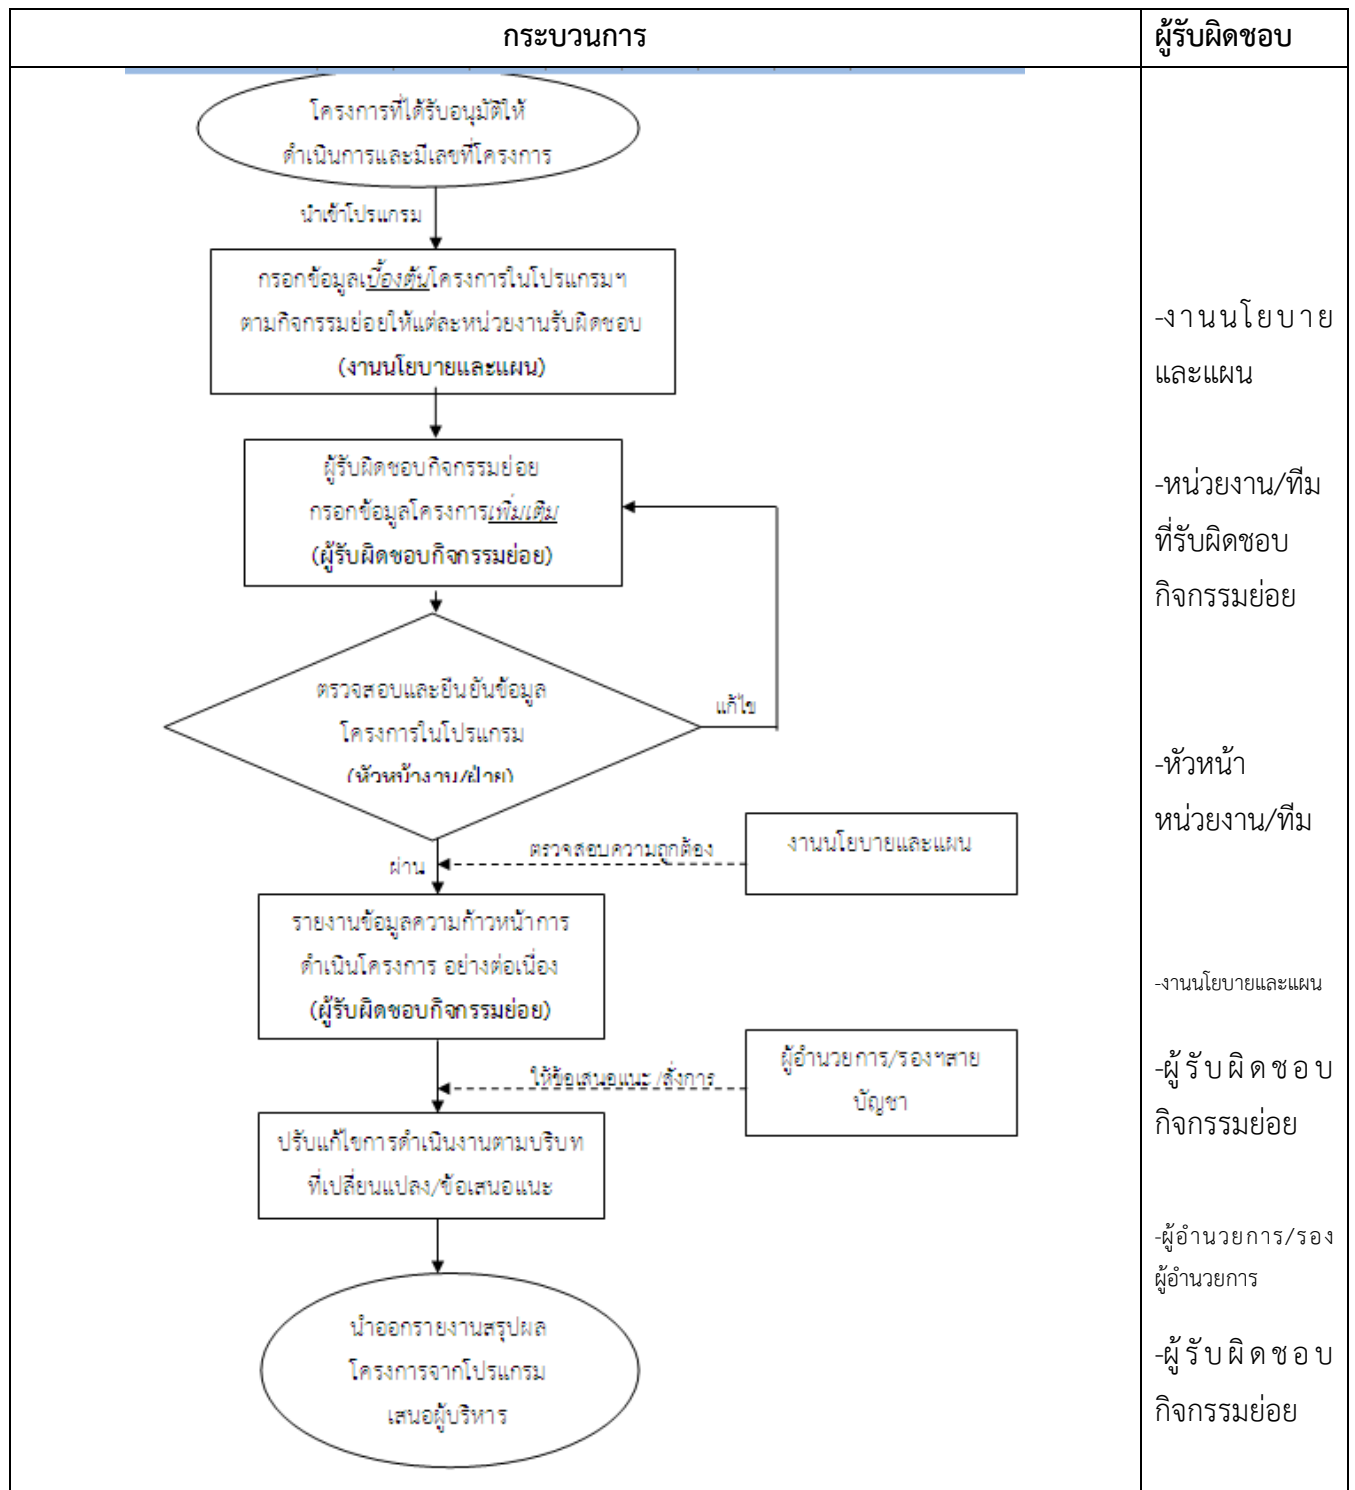 กระบวนการ
ผู้รับผิดชอบ
โครงการที่ได้รับอนุมัติให้
ดำเนินการและมีเลขที่โครงการ
นำเข้าโปรแกรม
กรอกข้อมูลเบื้องต้นโครงการในโปรแกรมฯ
ตามกิจกรรมย่อยให้แต่ละหน่วยงานรับผิดชอบ
(งานนโยบายและแผน)
-งานนโยบาย
และแผน
ผู้รับผิดชอบกิจกรรมย่อย
กรอกข้อมูลโครงการเพิ่มเติม
(ผู้รับผิดชอบกิจกรรมย่อย)
-หน่วยงาน/ทีม
ที่รับผิดชอบ
กิจกรรมย่อย
ตรวจสอบและยืนยันข้อมูล
โครงการในโปรแกรม
(หัวหน้างาน/ฝ่าย)
แก้ไข
-หัวหน้า
หน่วยงาน/ทีม
ผ่าน
ตรวจสอบความถูกต้อง
งานนโยบายและแผน
รายงานข้อมูลความก้าวหน้าการ
ดำเนินโครงการ อย่างต่อเนื่อง
(ผู้รับผิดชอบกิจกรรมย่อย)
-งานนโยบายและแผน
ให้ข้อเสนอแนะ /สั่งการ
ผู้อำนวยการ/รองฯสาย
บัญชา
-ผู้รับผิดชอบ
กิจกรรมย่อย
ปรับแก้ไขการดำเนินงานตามบริบท
ที่เปลี่ยนแปลง/ข้อเสนอแนะ
-ผู้อำนวยการ/รอง
ผู้อำนวยการ
นำออกรายงานสรุปผล
โครงการจากโปรแกรม
เสนอผู้บริหาร
-ผู้รับผิดชอบ
กิจกรรมย่อย